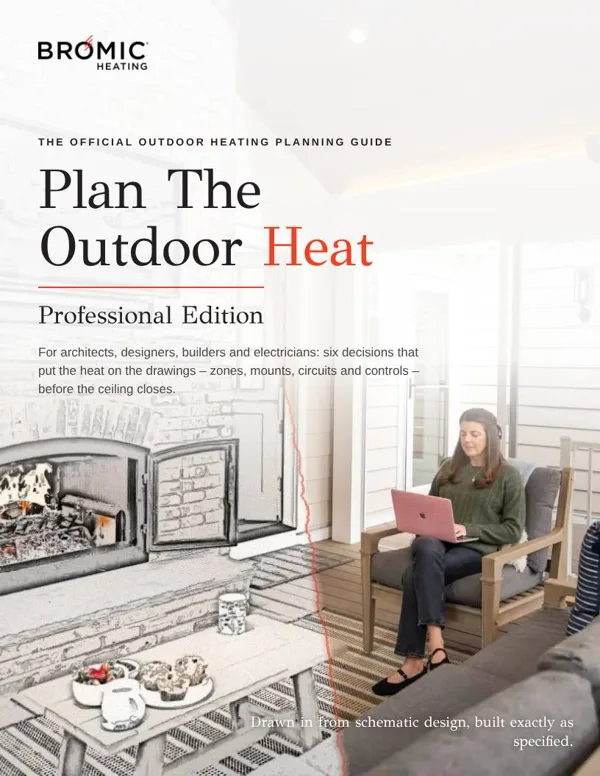 BROMIC
HEATING
THE OFFICIAL OUTDOOR HEATING PLANNING GUIDE
Plan The
Outdoor Heat
Professional Edition
For architects, designers, builders and electricians: six decisions that
put the heat on the drawings – zones, mounts, circuits and controls –
before the ceiling closes.
Drawn in from schematic design, built exactly as
specified.